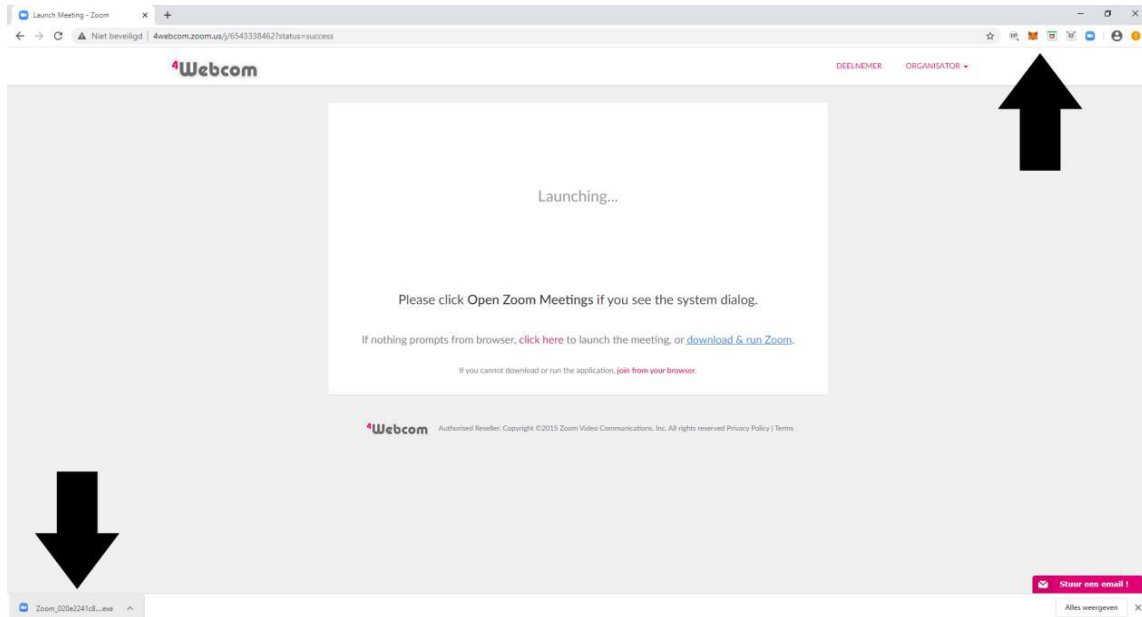 Launch Meeting - Zoom
Niet beveiligd | 4webcom.zoom.us/j/6543338462?status=success
4Webcom DEELNEMER ORGANISATOR
Launching...
Please click Open Zoom Meetings if you see the system dialog.
If nothing prompts from browser, click here to launch the meeting, or download & run Zoom.
If you cannot download or run the application, join from your browser.
4Webcom Authorised Reseller. Copyright ©2015 Zoom Video Communications, Inc. All rights reserved Privacy Policy | Terms
Stuur een email !
Zoom_020e2241c8....exe Alles weergeven